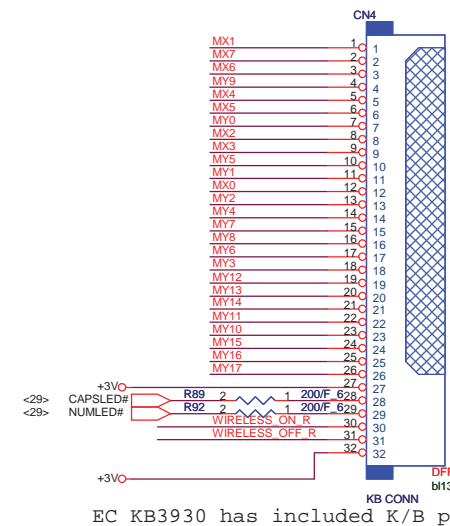 CN4
MX1 1 1
MX7 2 2
MX6 3 3
MY9 4 4
MX4 5 5
MX5 6 6
MY0 7 7
MX2 8 8
MX3 9 9
MY5 10 10
MY1 11 11
MX0 12 12
MY2 13 13
MY4 14 14
MY7 15 15
MY8 16 16
MY6 17 17
MY3 18 18
MY12 19 19
MY13 20 20
MY14 21 21
MY11 22 22
MY10 23 23
MY15 24 24
MY16 25 25
MY17 26 26
+3V 27 27
<29> CAPSLED# R89 2 1 200/F_6 28 28
<29> NUMLED# R92 2 1 200/F_6 29 29
WIRELESS_ON_R 30 30
WIRELESS_OFF_R 31 31
32 32
+3V
KB CONN
EC KB3930 has included K/B p